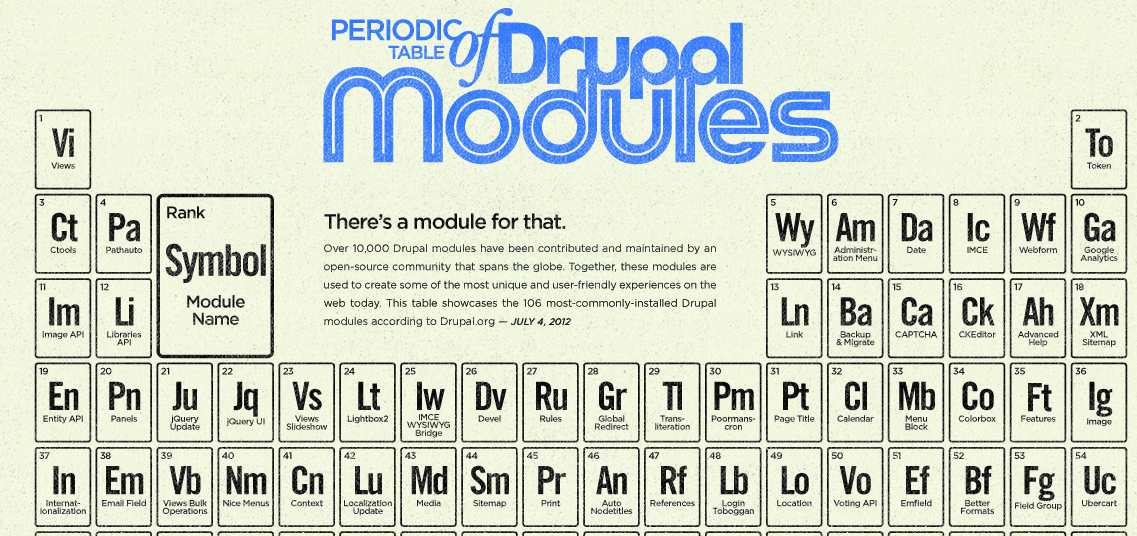 PERIODIC
TABLE
of Drupal
Modules
1
Vi
Views
2
To
Token
3
Ct
Ctools
4
Pa
Pathauto
Rank
Symbol
Module
Name
There's a module for that.
Over 10,000 Drupal modules have been contributed and maintained by an
open-source community that spans the globe. Together, these modules are
used to create some of the most unique and user-friendly experiences on the
web today. This table showcases the 106 most-commonly-installed Drupal
modules according to Drupal.org — JULY 4, 2012
5
Wy
WYSIWYG
6
Am
Administr-
ation Menu
7
Da
Date
8
Ic
IMCE
9
Wf
Webform
10
Ga
Google
Analytics
11
Im
Image API
12
Li
Libraries
API
13
Ln
Link
14
Ba
Backup
& Migrate
15
Ca
CAPTCHA
16
Ck
CKEditor
17
Ah
Advanced
Help
18
Xm
XML
Sitemap
19
En
Entity API
20
Pn
Panels
21
Ju
jQuery
Update
22
Jq
jQuery UI
23
Vs
Views
Slideshow
24
Lt
Lightbox2
25
Iw
IMCE
WYSIWYG
Bridge
26
Dv
Devel
27
Ru
Rules
28
Gr
Global
Redirect
29
Tl
Trans-
literation
30
Pm
Poormans-
cron
31
Pt
Page Title
32
Cl
Calendar
33
Mb
Menu
Block
34
Co
Colorbox
35
Ft
Features
36
Ig
Image
37
In
Internat-
ionalization
38
Em
Email Field
39
Vb
Views Bulk
Operations
40
Nm
Nice Menus
41
Cn
Context
42
Lu
Localization
Update
43
Md
Media
44
Sm
Sitemap
45
Pr
Print
46
An
Auto
Nodetitles
47
Rf
References
48
Lb
Login
Toboggan
49
Lo
Location
50
Vo
Voting API
51
Ef
Emfield
52
Bf
Better
Formats
53
Fg
Field Group
54
Uc
Ubercart